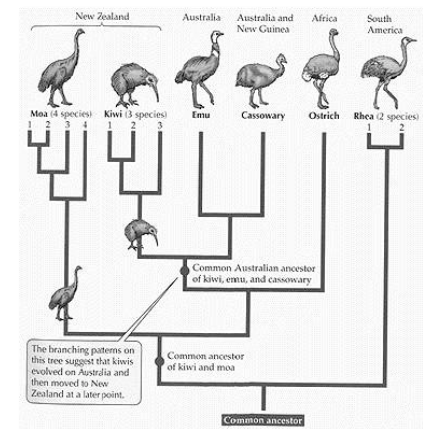 New Zealand
Australia
Australia and
New Guinea
Africa
South
America
Moa (4 species)
Kiwi (3 species)
Emu
Cassowary
Ostrich
Rhea (2 species)
1 2 3 4
1 2 3
1 2
Common Australian ancestor
of kiwi, emu, and cassowary
The branching patterns on
this tree suggest that kiwis
evolved on Australia and
then moved to New
Zealand at a later point.
Common ancestor
of kiwi and moa
Common ancestor